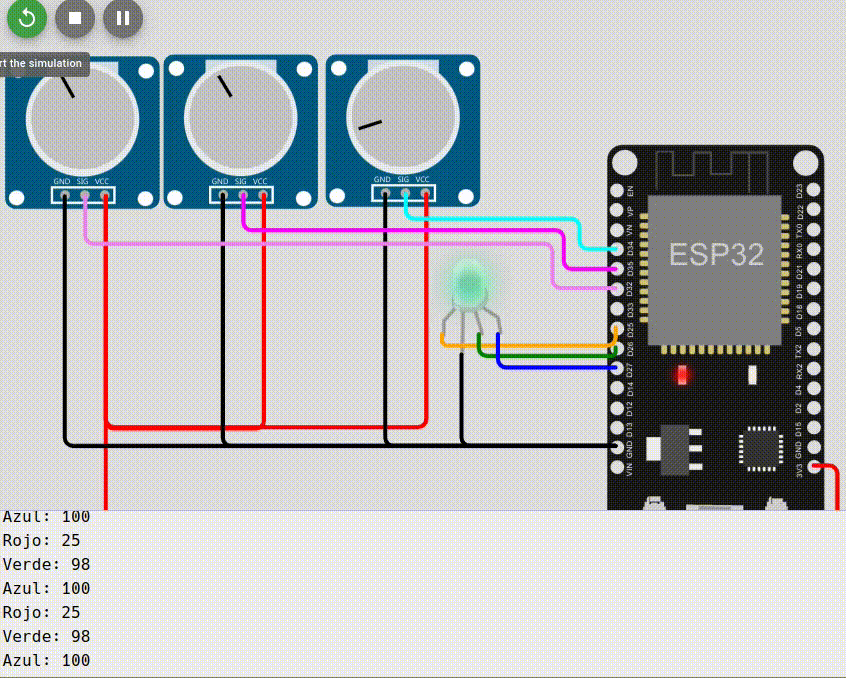 rt the simulation
GND SIG VCC
GND SIG VCC
GND SIG VCC
ESP32
EN
VP
VN
D34
D35
D32
D33
D25
D26
D27
D14
D12
D13
GND
VIN
D23
D22
TX0
RX0
D21
D19
D18
D5
TX2
RX2
D4
D2
D15
GND
3V3
Azul: 100
Rojo: 25
Verde: 98
Azul: 100
Rojo: 25
Verde: 98
Azul: 100